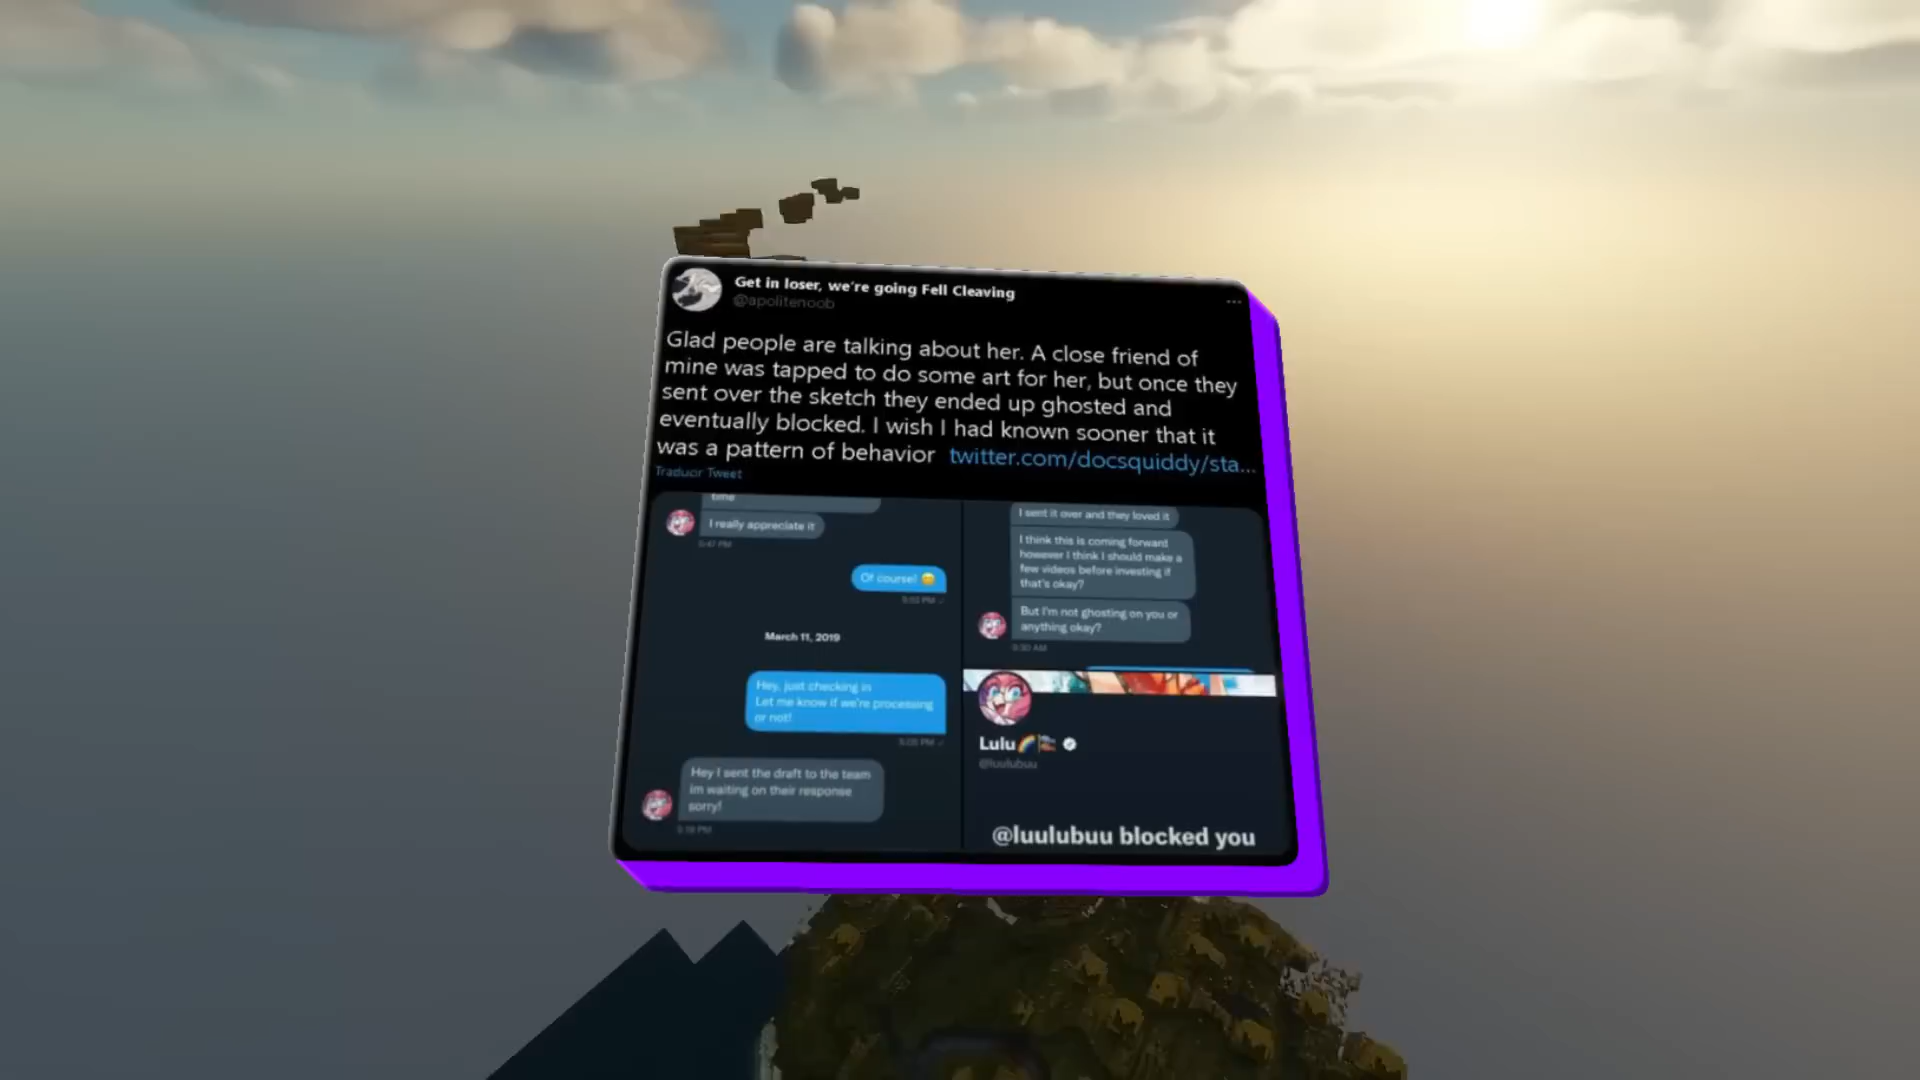 Get in loser, we're going Fell Cleaving
@apolitenoob
Glad people are talking about her. A close friend of
mine was tapped to do some art for her, but once they
sent over the sketch they ended up ghosted and
eventually blocked. I wish I had known sooner that it
was a pattern of behavior twitter.com/docsquiddy/sta...
Traducir Tweet
time
I really appreciate it
5:47 PM
Of course!
March 11, 2019
Hey, just checking in
Let me know if we're processing
or not!
Hey I sent the draft to the team
im waiting on their response
sorry!
I sent it over and they loved it
I think this is coming forward
however I think I should make a
few videos before investing if
that's okay?
But I'm not ghosting on you or
anything okay?
Lulu
@luulubuu
@luulubuu blocked you